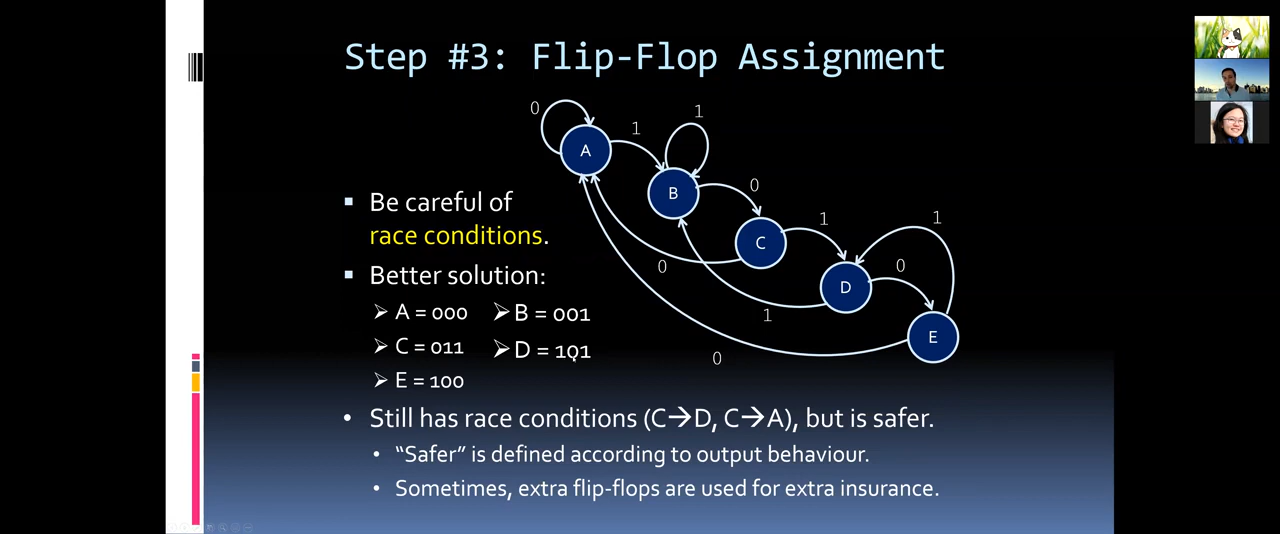 Step #3: Flip-Flop Assignment
0
1
1
A
B
0
C
1
1
D
0
E
0
1
0
Be careful of
race conditions.
Better solution:
A = 000
B = 001
C = 011
D = 101
E = 100
Still has race conditions (C→D, C→A), but is safer.
“Safer” is defined according to output behaviour.
Sometimes, extra flip-flops are used for extra insurance.